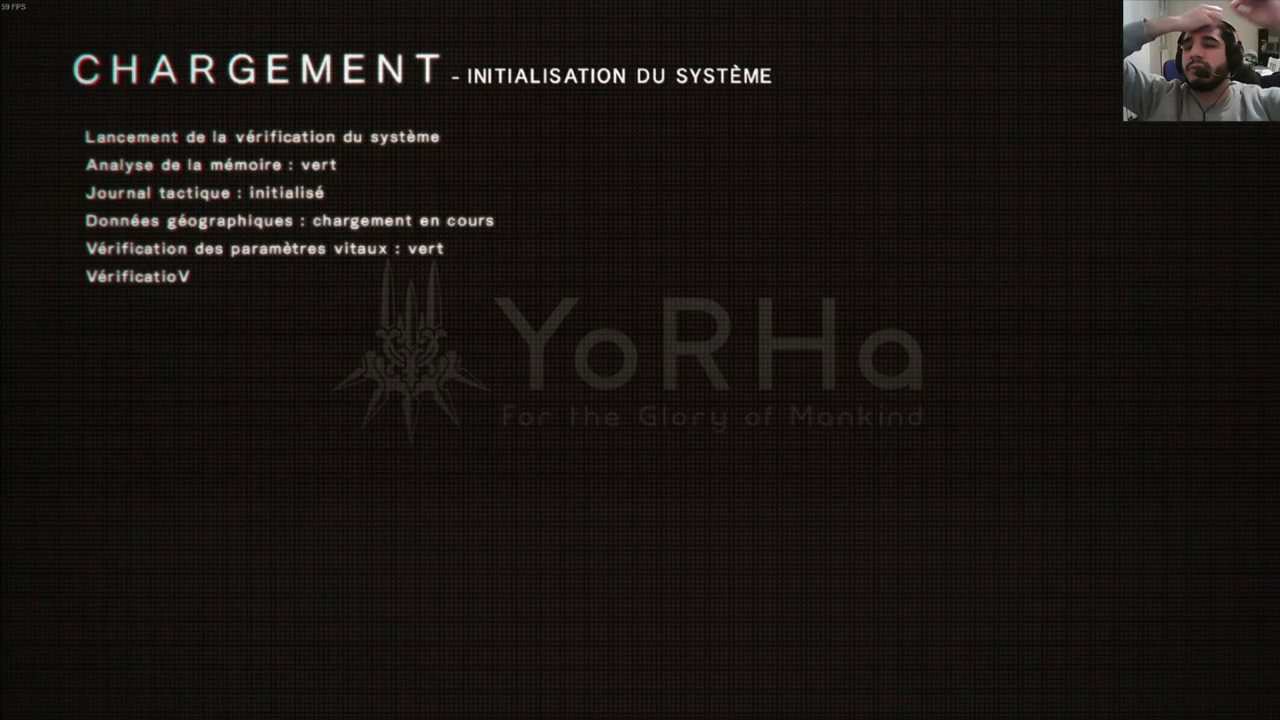 59 FPS
CHARGEMENT - INITIALISATION DU SYSTÈME
Lancement de la vérification du système
Analyse de la mémoire : vert
Journal tactique : initialisé
Données géographiques : chargement en cours
Vérification des paramètres vitaux : vert
VérificatioV
YoRHa
For the Glory of Mankind